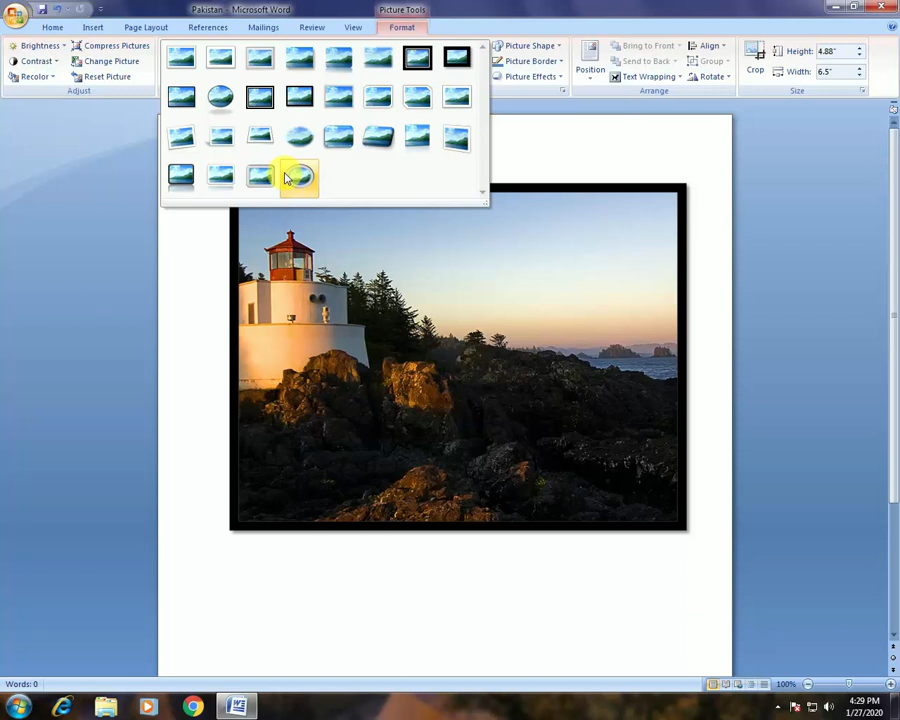 Pakistan - Microsoft Word
Picture Tools
Home
Insert
Page Layout
References
Mailings
Review
View
Format
Brightness
Contrast
Recolor
Compress Pictures
Change Picture
Reset Picture
Adjust
Picture Shape
Picture Border
Picture Effects
Position
Bring to Front
Send to Back
Text Wrapping
Align
Group
Rotate
Arrange
Crop
Height: 4.88"
Width: 6.5"
Size
Words: 0
100%
4:29 PM
1/27/2020